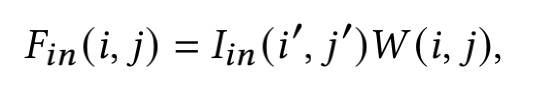 F_{in}(i, j) = I_{in}(i′, j′)W(i, j),